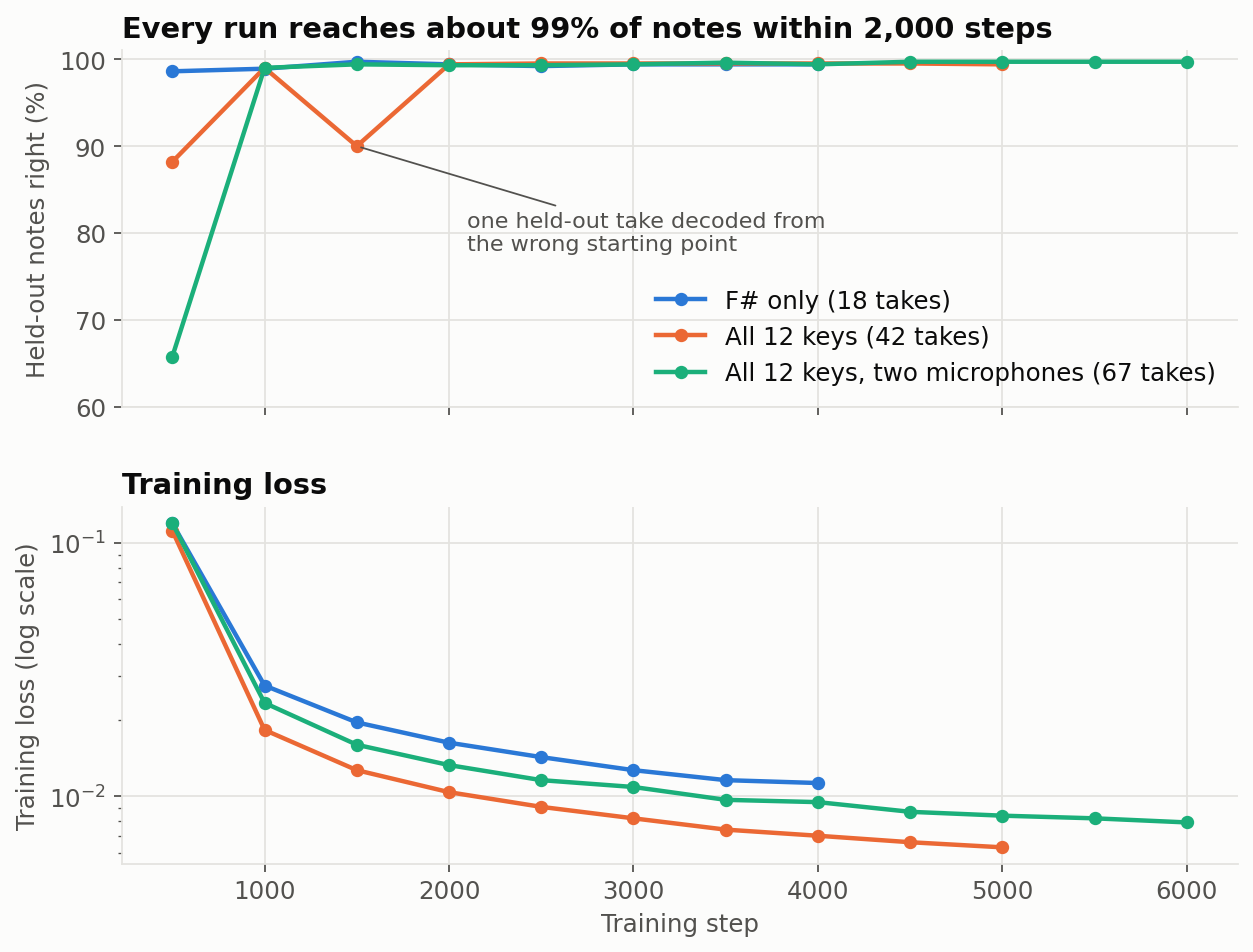 Every run reaches about 99% of notes within 2,000 steps
Held-out notes right (%)
100
90
80
70
60
one held-out take decoded from
the wrong starting point
F# only (18 takes)
All 12 keys (42 takes)
All 12 keys, two microphones (67 takes)
Training loss
Training loss (log scale)
10⁻¹
10⁻²
1000 2000 3000 4000 5000 6000
Training step